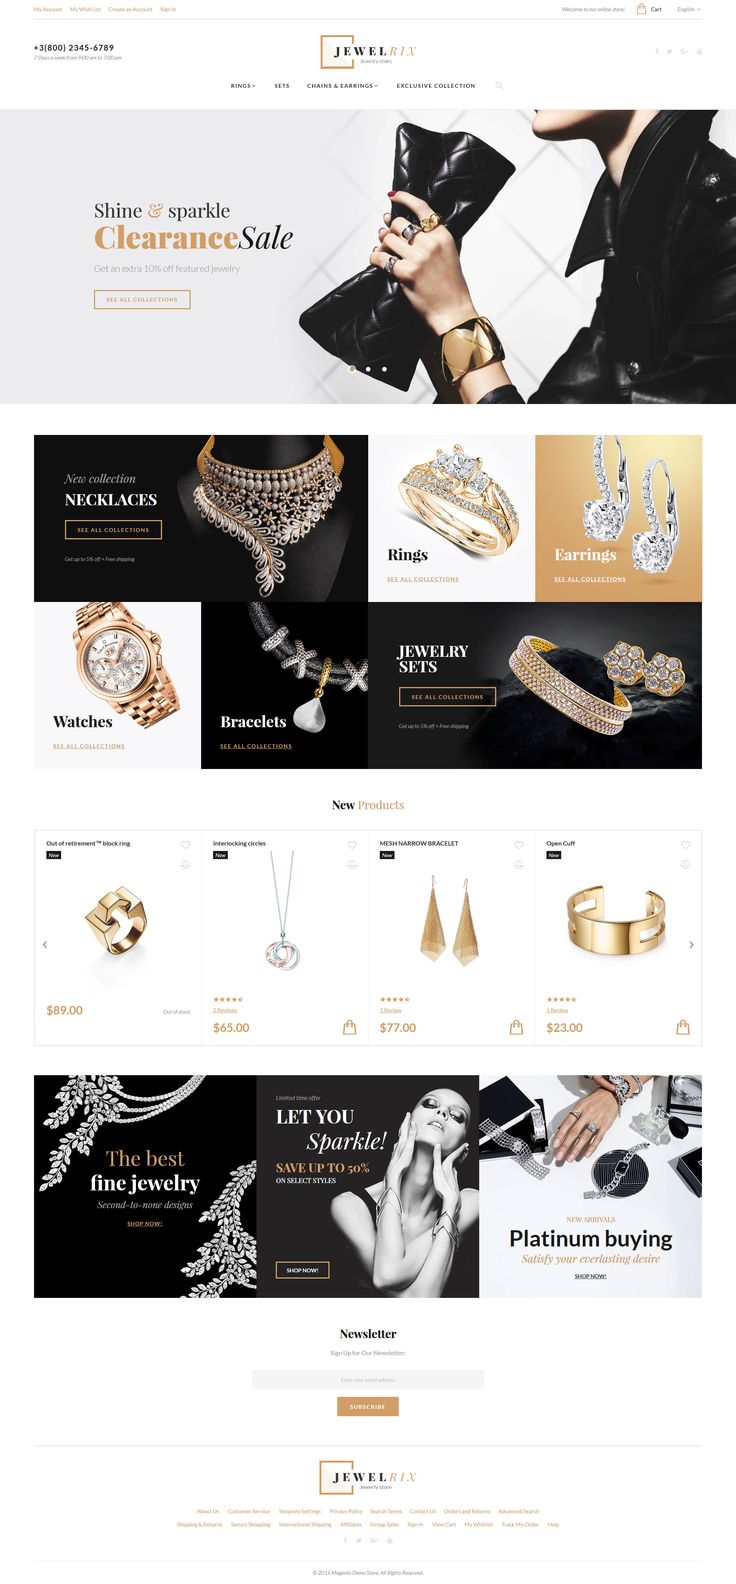 My Account My Wish List Create an Account Sign In
Welcome to our online store! Cart English
+3(800) 2345-6789
7 Days a week from 9:00 am to 7:00 pm
JEWELRIX
Jewelry store
RINGS SETS CHAINS & EARRINGS EXCLUSIVE COLLECTION
Shine & sparkle
ClearanceSale
Get an extra 10% off featured jewelry
SEE ALL COLLECTIONS
New collection
NECKLACES
SEE ALL COLLECTIONS
Get up to 5% off + Free shipping
Rings
SEE ALL COLLECTIONS
Earrings
SEE ALL COLLECTIONS
Watches
SEE ALL COLLECTIONS
Bracelets
SEE ALL COLLECTIONS
JEWELRY
SETS
SEE ALL COLLECTIONS
Get up to 5% off + Free shipping
New Products
Out of retirement™ block ring
New
$89.00
Out of stock
Interlocking circles
New
2 Reviews
$65.00
MESH NARROW BRACELET
New
1 Review
$77.00
Open Cuff
New
1 Review
$23.00
The best
fine jewelry
Second-to-none designs
SHOP NOW!
Limited time offer
LET YOU
Sparkle!
SAVE UP TO 50%
ON SELECT STYLES
SHOP NOW!
NEW ARRIVALS
Platinum buying
Satisfy your everlasting desire
SHOP NOW!
Newsletter
Sign Up for Our Newsletter:
Enter your email address
SUBSCRIBE
JEWELRIX
Jewelry store
About Us Customer Service Template Settings Privacy Policy Search Terms Contact Us Orders and Returns Advanced Search
Shipping & Returns Secure Shopping International Shipping Affiliates Group Sales Sign In View Cart My Wishlist Track My Order Help
© 2016 Magento Demo Store. All Rights Reserved.